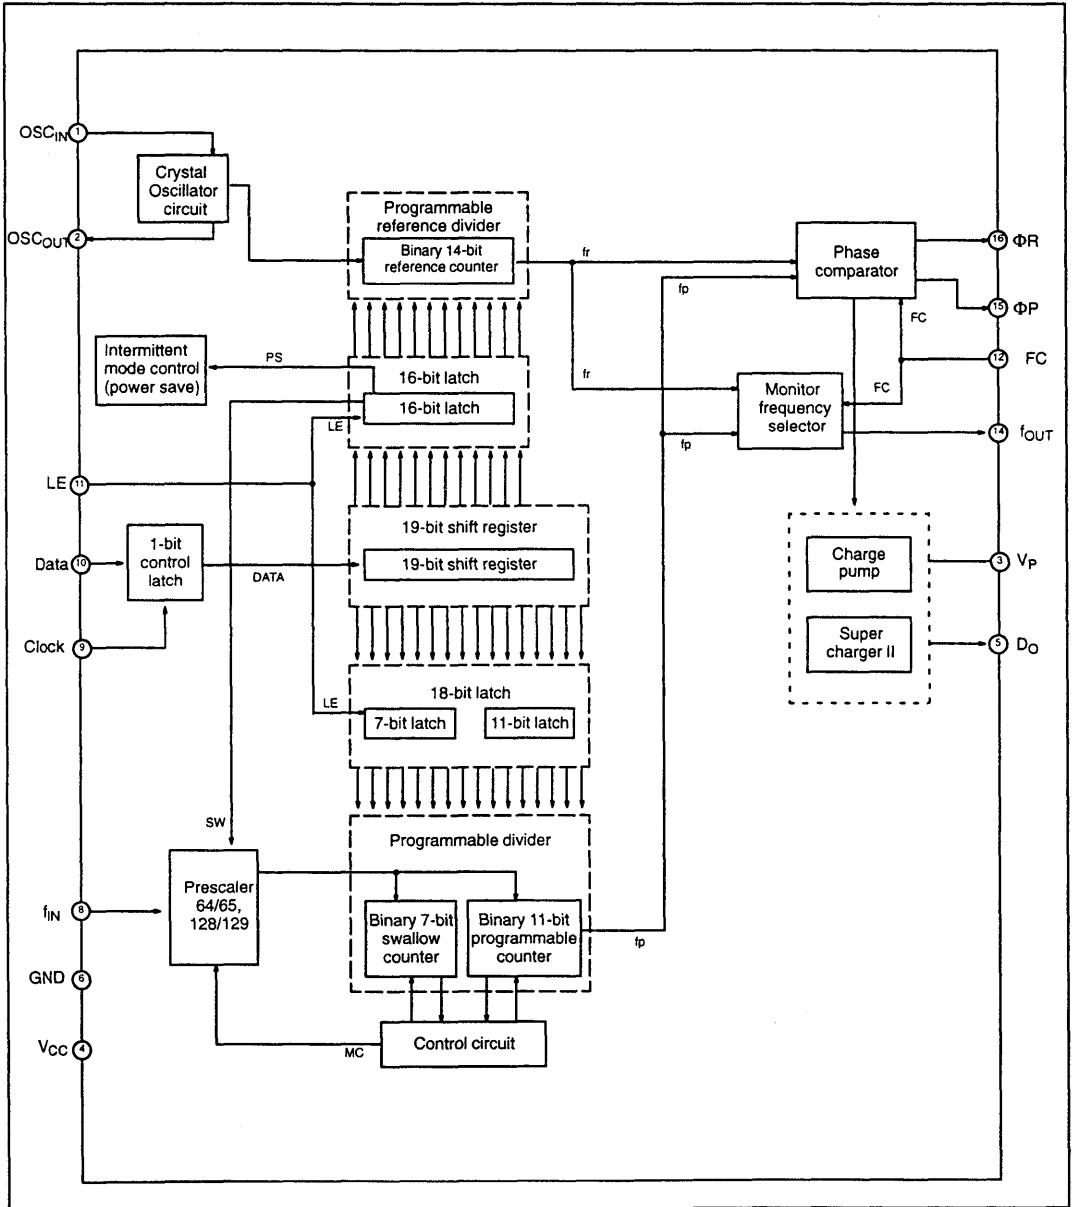 OSCIN
1
Crystal
Oscillator
circuit
OSCOUT
2
Programmable
reference divider
Binary 14-bit
reference counter
fr
fp
Phase
comparator
16
ΦR
15
ΦP
FC
12
FC
Intermittent
mode control
(power save)
PS
16-bit latch
16-bit latch
LE
fr
Monitor
frequency
selector
FC
fp
14
fOUT
LE
11
19-bit shift register
19-bit shift register
Data
10
1-bit
control
latch
DATA
Clock
9
Charge
pump
3
VP
Super
charger II
5
DO
18-bit latch
LE
7-bit latch
11-bit latch
SW
Programmable divider
Prescaler
64/65,
128/129
fIN
8
Binary 7-bit
swallow
counter
Binary 11-bit
programmable
counter
fp
GND
6
VCC
4
MC
Control circuit